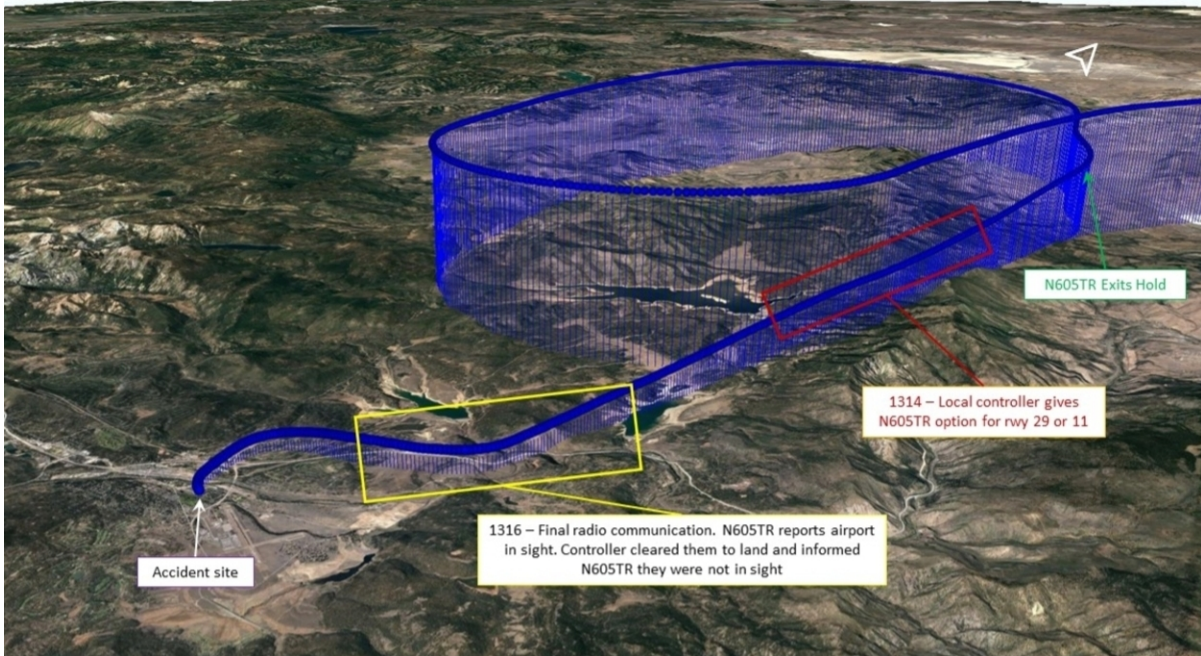 N605TR Exits Hold
1314 – Local controller gives
N605TR option for rwy 29 or 11
1316 – Final radio communication. N605TR reports airport
in sight. Controller cleared them to land and informed
N605TR they were not in sight
Accident site